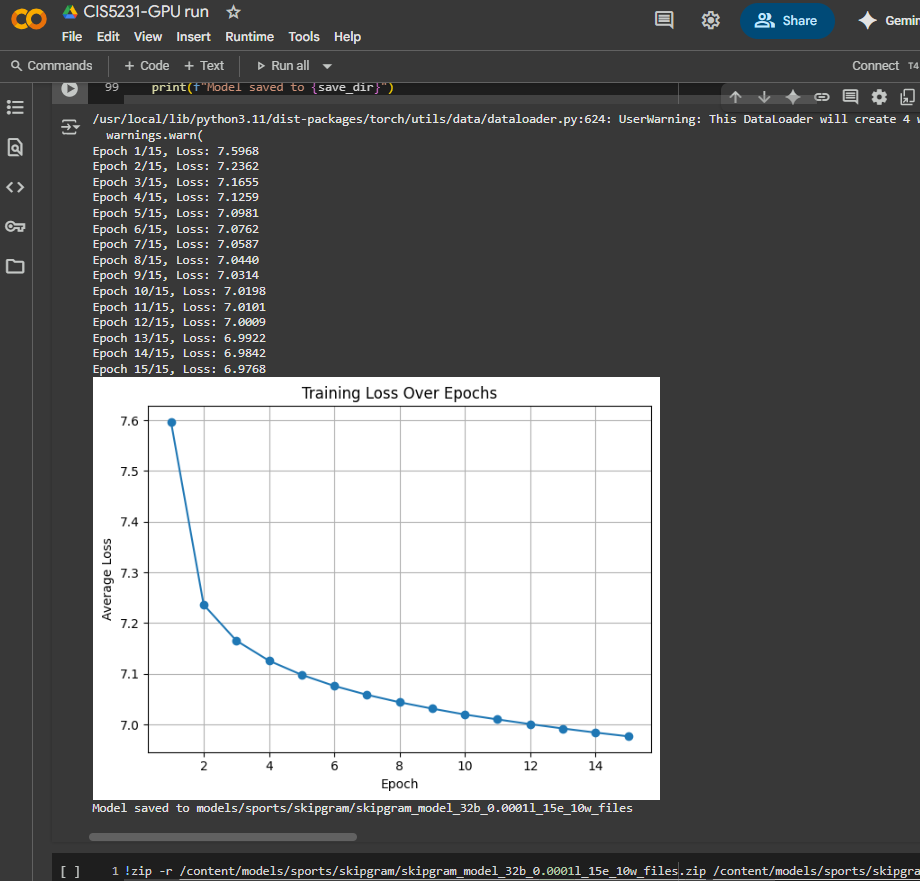 CIS5231-GPU run
File Edit View Insert Runtime Tools Help
Share
Commands + Code + Text Run all
Connect T4
99 print(f"Model saved to {save_dir}")
/usr/local/lib/python3.11/dist-packages/torch/utils/data/dataloader.py:624: UserWarning: This DataLoader will create 4
warnings.warn(
Epoch 1/15, Loss: 7.5968
Epoch 2/15, Loss: 7.2362
Epoch 3/15, Loss: 7.1655
Epoch 4/15, Loss: 7.1259
Epoch 5/15, Loss: 7.0981
Epoch 6/15, Loss: 7.0762
Epoch 7/15, Loss: 7.0587
Epoch 8/15, Loss: 7.0440
Epoch 9/15, Loss: 7.0314
Epoch 10/15, Loss: 7.0198
Epoch 11/15, Loss: 7.0101
Epoch 12/15, Loss: 7.0009
Epoch 13/15, Loss: 6.9922
Epoch 14/15, Loss: 6.9842
Epoch 15/15, Loss: 6.9768
Training Loss Over Epochs
7.6
7.5
7.4
7.3
7.2
7.1
7.0
Average Loss
2 4 6 8 10 12 14
Epoch
Model saved to models/sports/skipgram/skipgram_model_32b_0.0001l_15e_10w_files
[ ] 1 !zip -r /content/models/sports/skipgram/skipgram_model_32b_0.0001l_15e_10w_files.zip /content/models/sports/skipgra